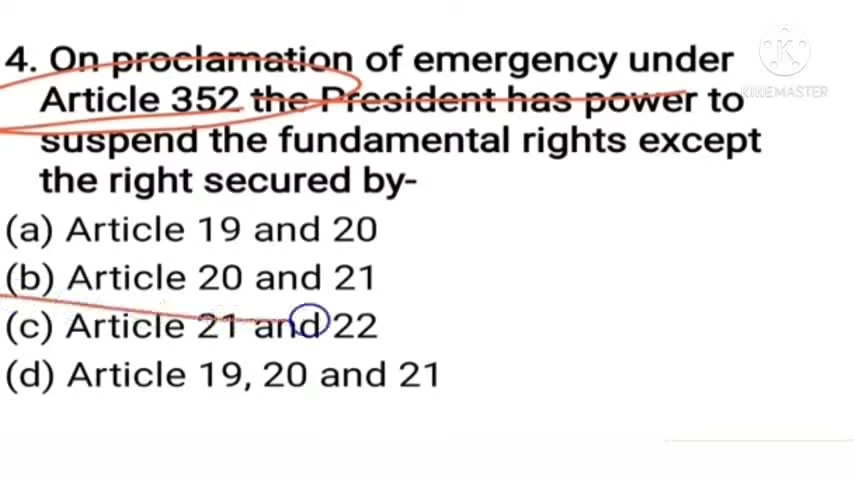 KINEMASTER
4. On proclamation of emergency under
Article 352 the President has power to
suspend the fundamental rights except
the right secured by-
(a) Article 19 and 20
(b) Article 20 and 21
(c) Article 21 and 22
(d) Article 19, 20 and 21